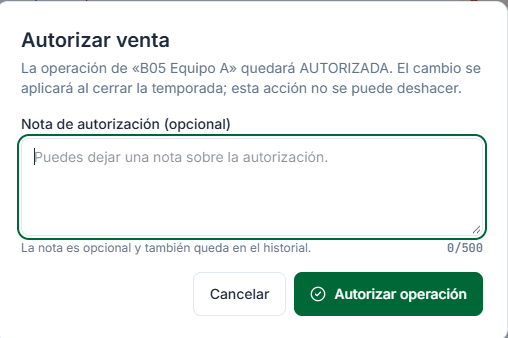 Autorizar venta
La operación de «B05 Equipo A» quedará AUTORIZADA. El cambio se
aplicará al cerrar la temporada; esta acción no se puede deshacer.
Nota de autorización (opcional)
Puedes dejar una nota sobre la autorización.
La nota es opcional y también queda en el historial. 0/500
Cancelar Autorizar operación